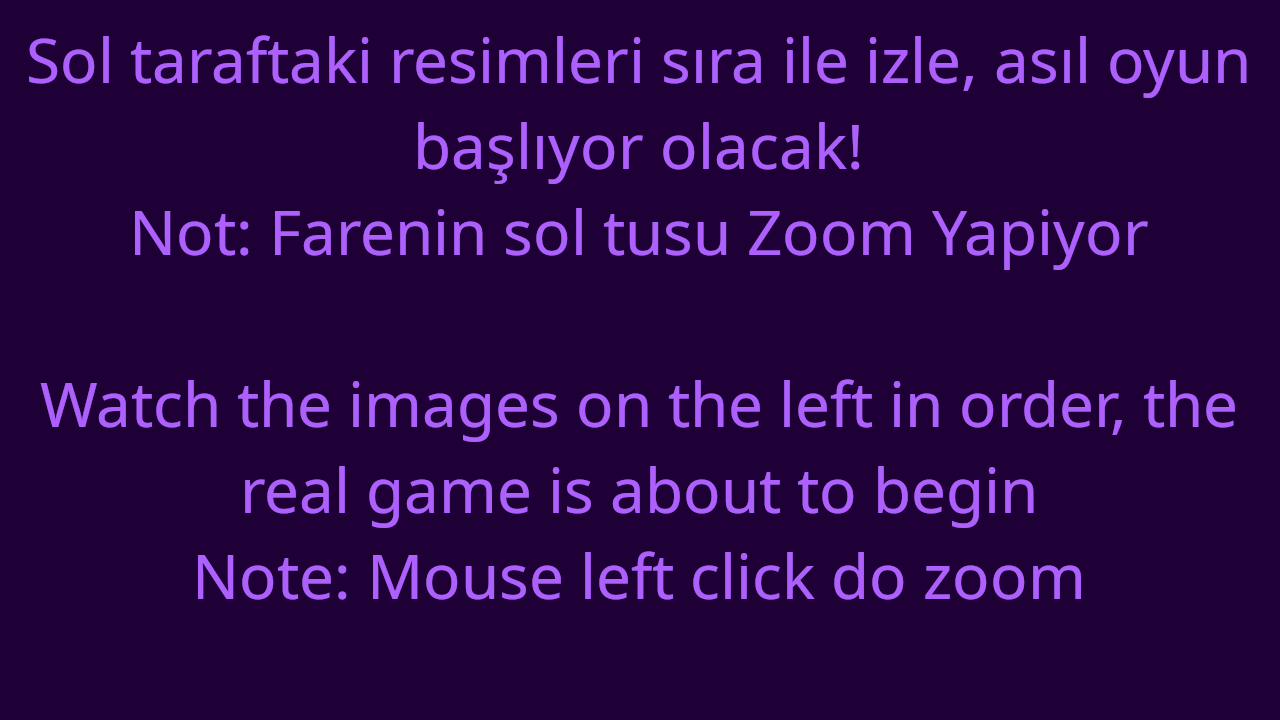 Sol taraftaki resimleri sıra ile izle, asıl oyun
başlıyor olacak!
Not: Farenin sol tusu Zoom Yapiyor
Watch the images on the left in order, the
real game is about to begin
Note: Mouse left click do zoom